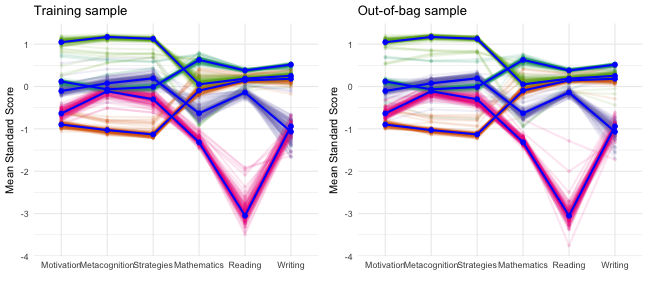 Training sample
Out-of-bag sample
Mean Standard Score
1
0
-1
-2
-3
-4
Motivation Metacognition Strategies Mathematics Reading Writing
Mean Standard Score
1
0
-1
-2
-3
-4
Motivation Metacognition Strategies Mathematics Reading Writing